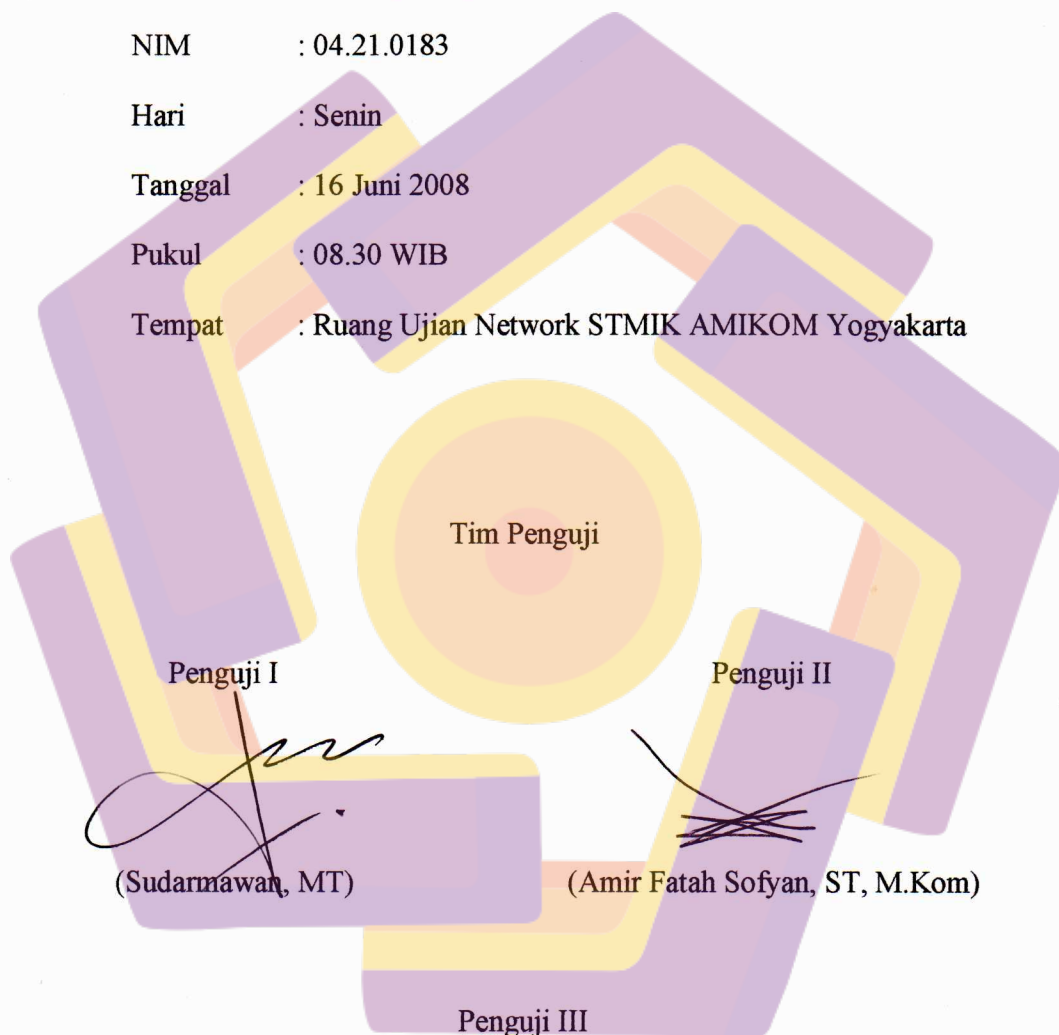 NIM : 04.21.0183
Hari : Senin
Tanggal : 16 Juni 2008
Pukul : 08.30 WIB
Tempat : Ruang Ujian Network STMIK AMIKOM Yogyakarta
Tim Penguji
Penguji I Penguji II
(Sudarmawan, MT) (Amir Fatah Sofyan, ST, M.Kom)
Penguji III